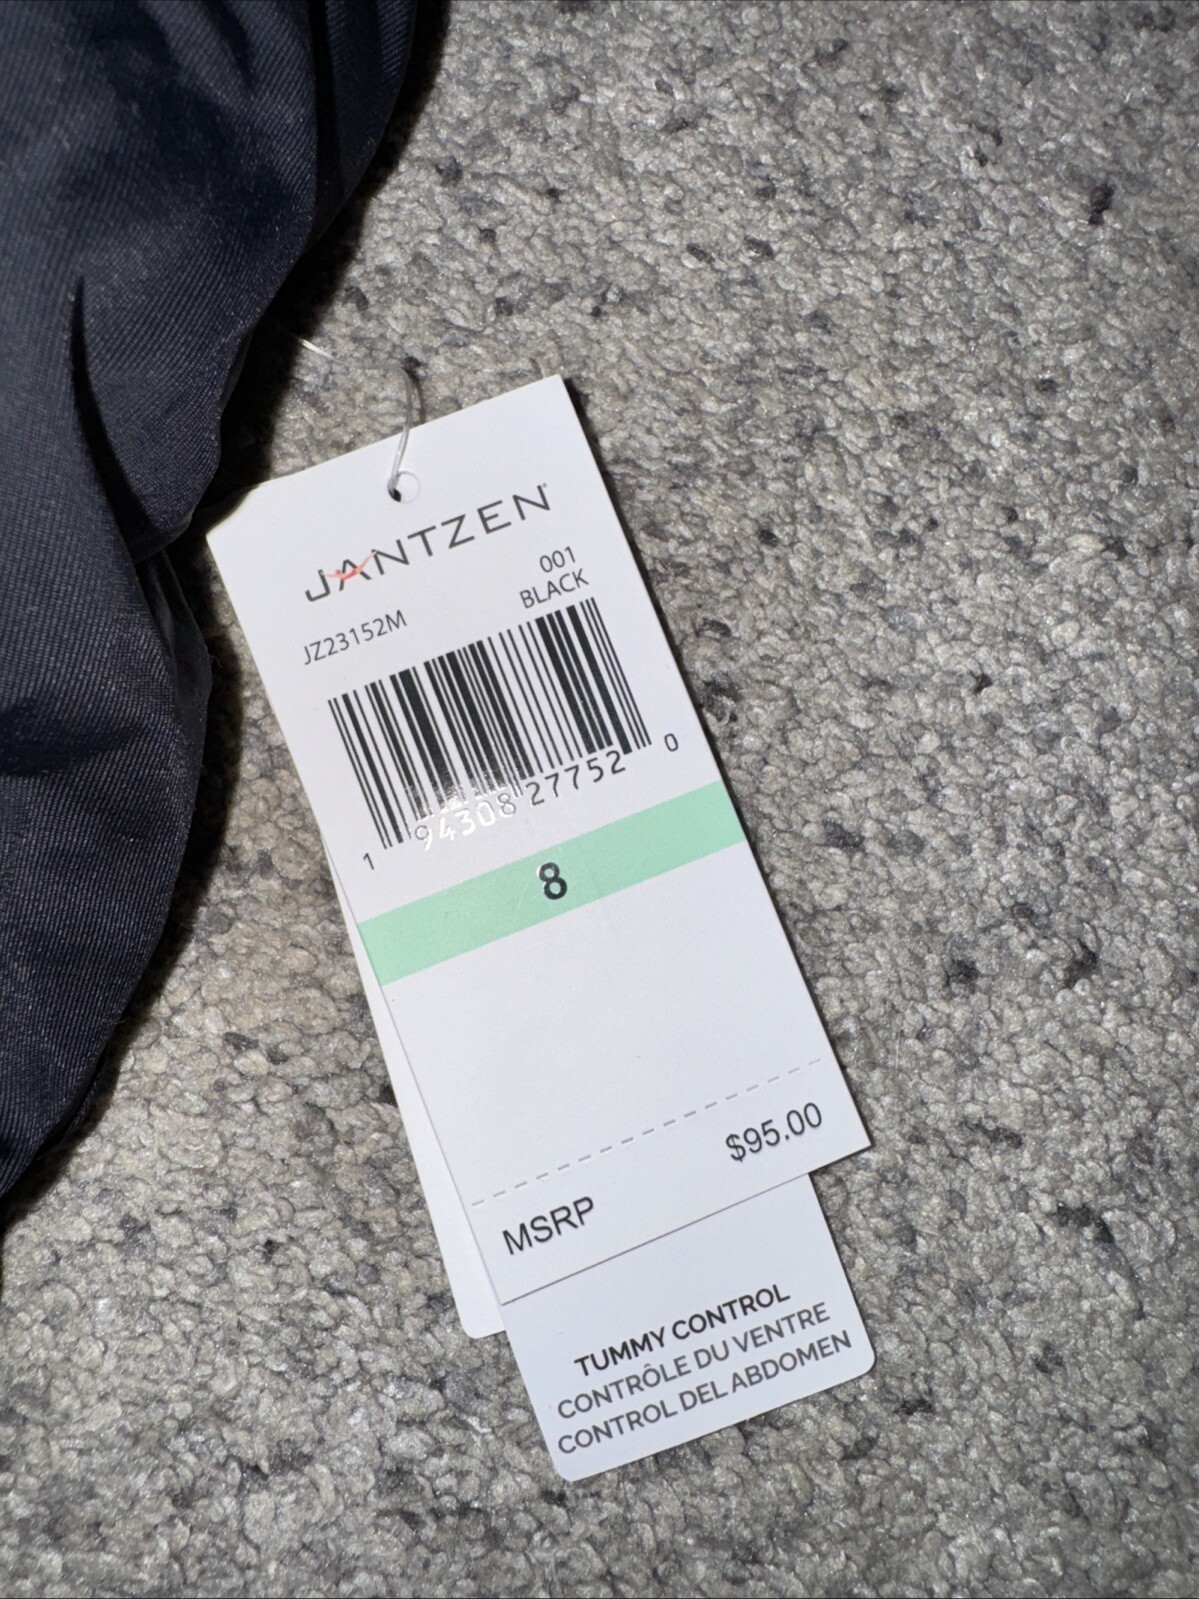 JANTZEN
001
JZ23152M
BLACK
1 94308 27752 0
8
$95.00
MSRP
TUMMY CONTROL
CONTRÔLE DU VENTRE
CONTROL DEL ABDOMEN